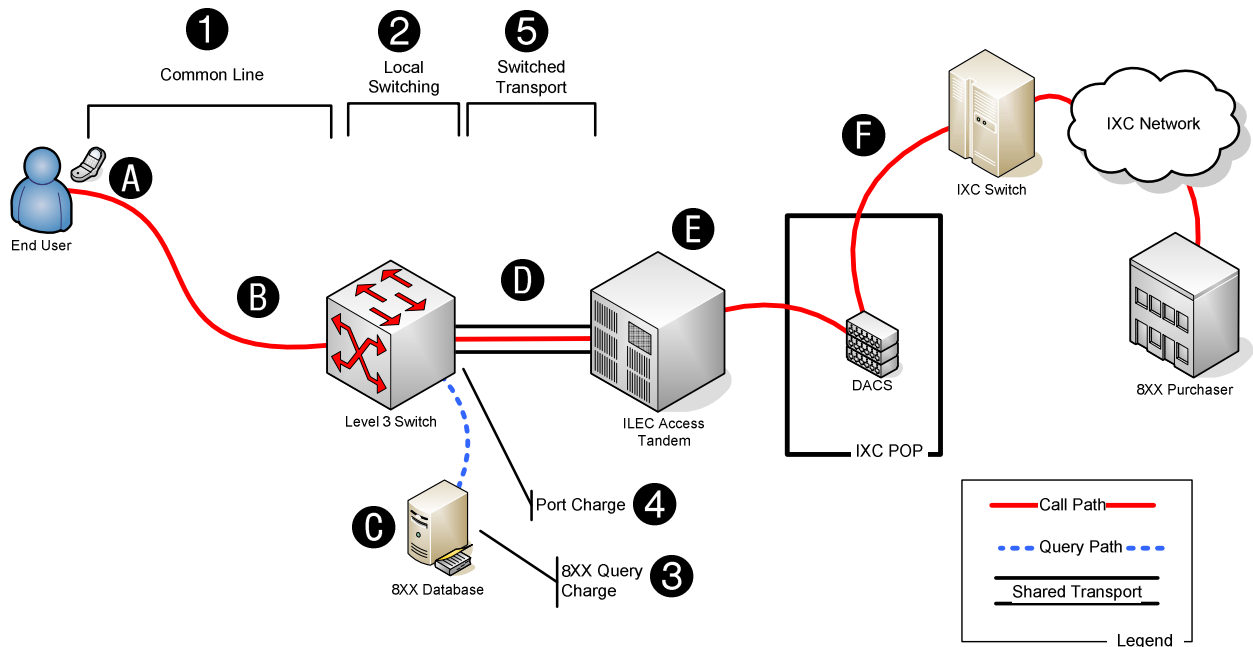 1
Common Line
2
Local
Switching
5
Switched
Transport
A
End User
B
Level 3 Switch
C
8XX Database
D
E
ILEC Access
Tandem
Port Charge
4
8XX Query
Charge
3
F
DACS
IXC POP
IXC Switch
IXC Network
8XX Purchaser
Call Path
Query Path
Shared Transport
Legend